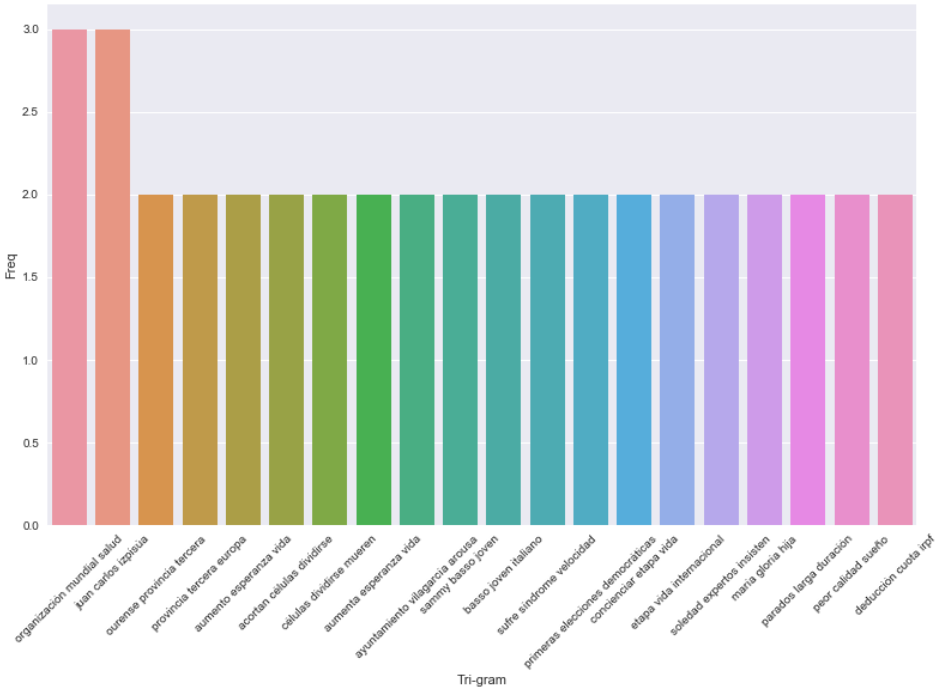 3.0
2.5
2.0
1.5
1.0
0.5
0.0
Freq
organización mundial salud
juan carlos izpisúa
ourense provincia tercera
provincia tercera europa
aumento esperanza vida
acortan células dividirse
células dividirse mueren
aumenta esperanza vida
ayuntamiento vilagarcía arousa
sammy basso joven
basso joven italiano
sufre síndrome velocidad
primeras elecciones democráticas
concienciar etapa vida
etapa vida internacional
soledad expertos insisten
maría gloria hija
parados larga duración
peor calidad sueño
deducción cuota irpf
Tri-gram